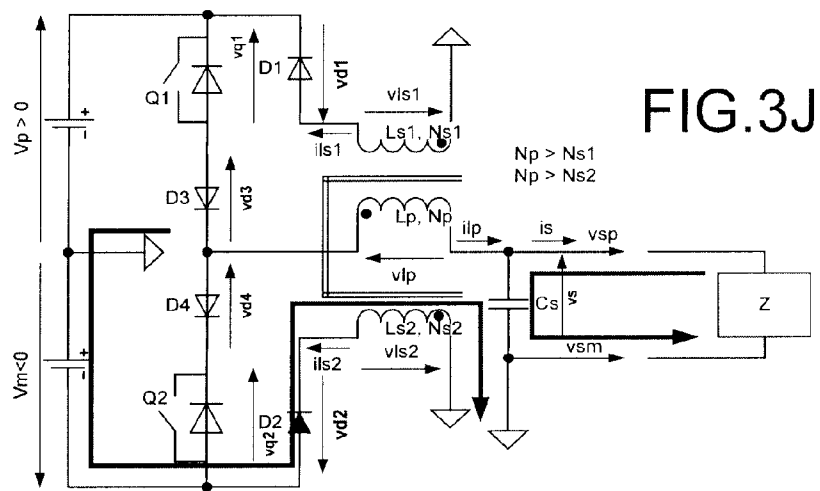 FIG.3J
Vp > 0
+
–
Q1
vq1
D1
vd1
vls1
ils1
Ls1, Ns1
Np > Ns1
Np > Ns2
D3
vd3
Lp, Np
ilp
is
vsp
vlp
D4
vd4
Cs
vs
Z
Vm<0
+
–
Ls2, Ns2
vsm
ils2
vls2
Q2
vq2
D2
vd2